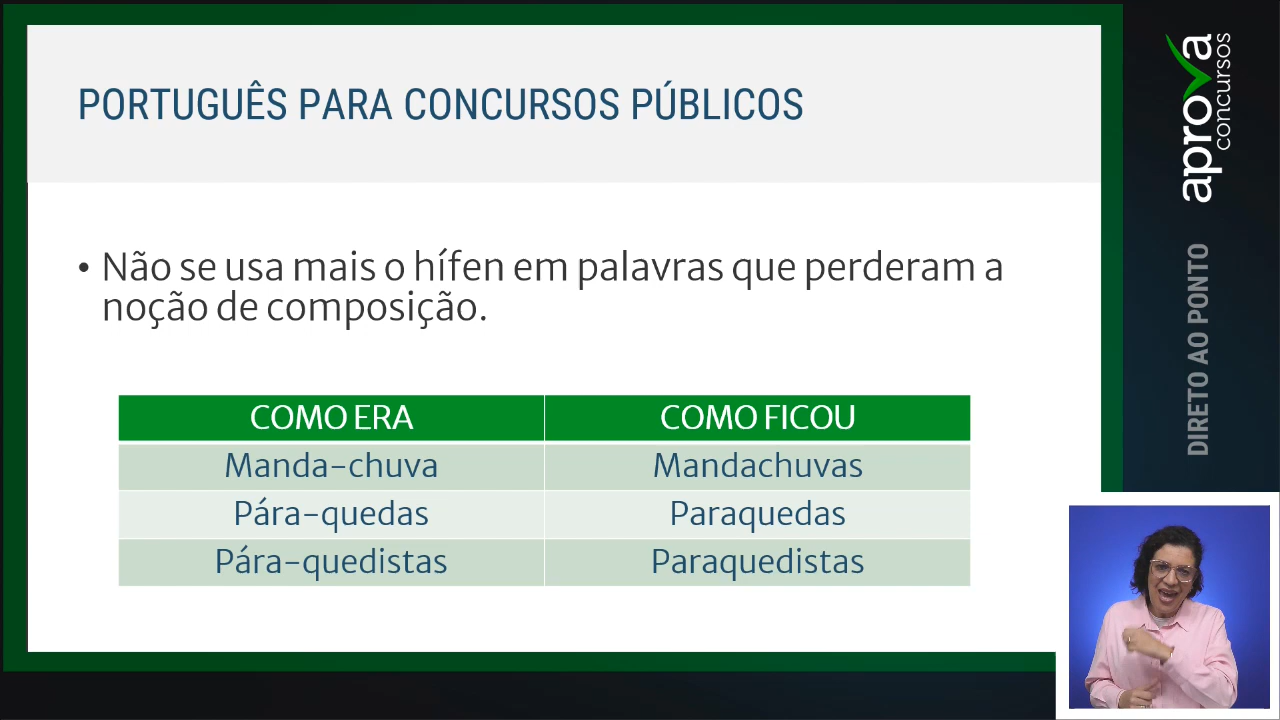 PORTUGUÊS PARA CONCURSOS PÚBLICOS
• Não se usa mais o hífen em palavras que perderam a
noção de composição.
COMO ERA COMO FICOU
Manda-chuva Mandachuvas
Pára-quedas Paraquedas
Pára-quedistas Paraquedistas
aprova
concursos
DIRETO AO PONTO